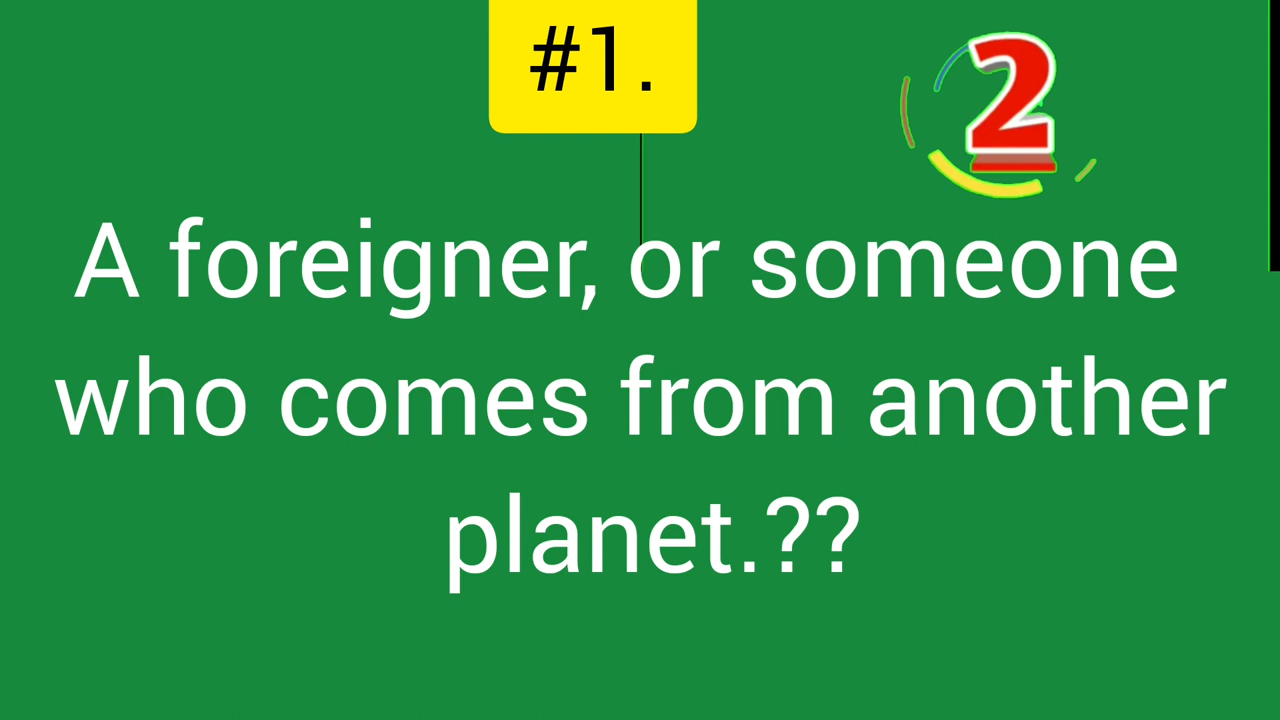 #1.
2
A foreigner, or someone
who comes from another
planet.??